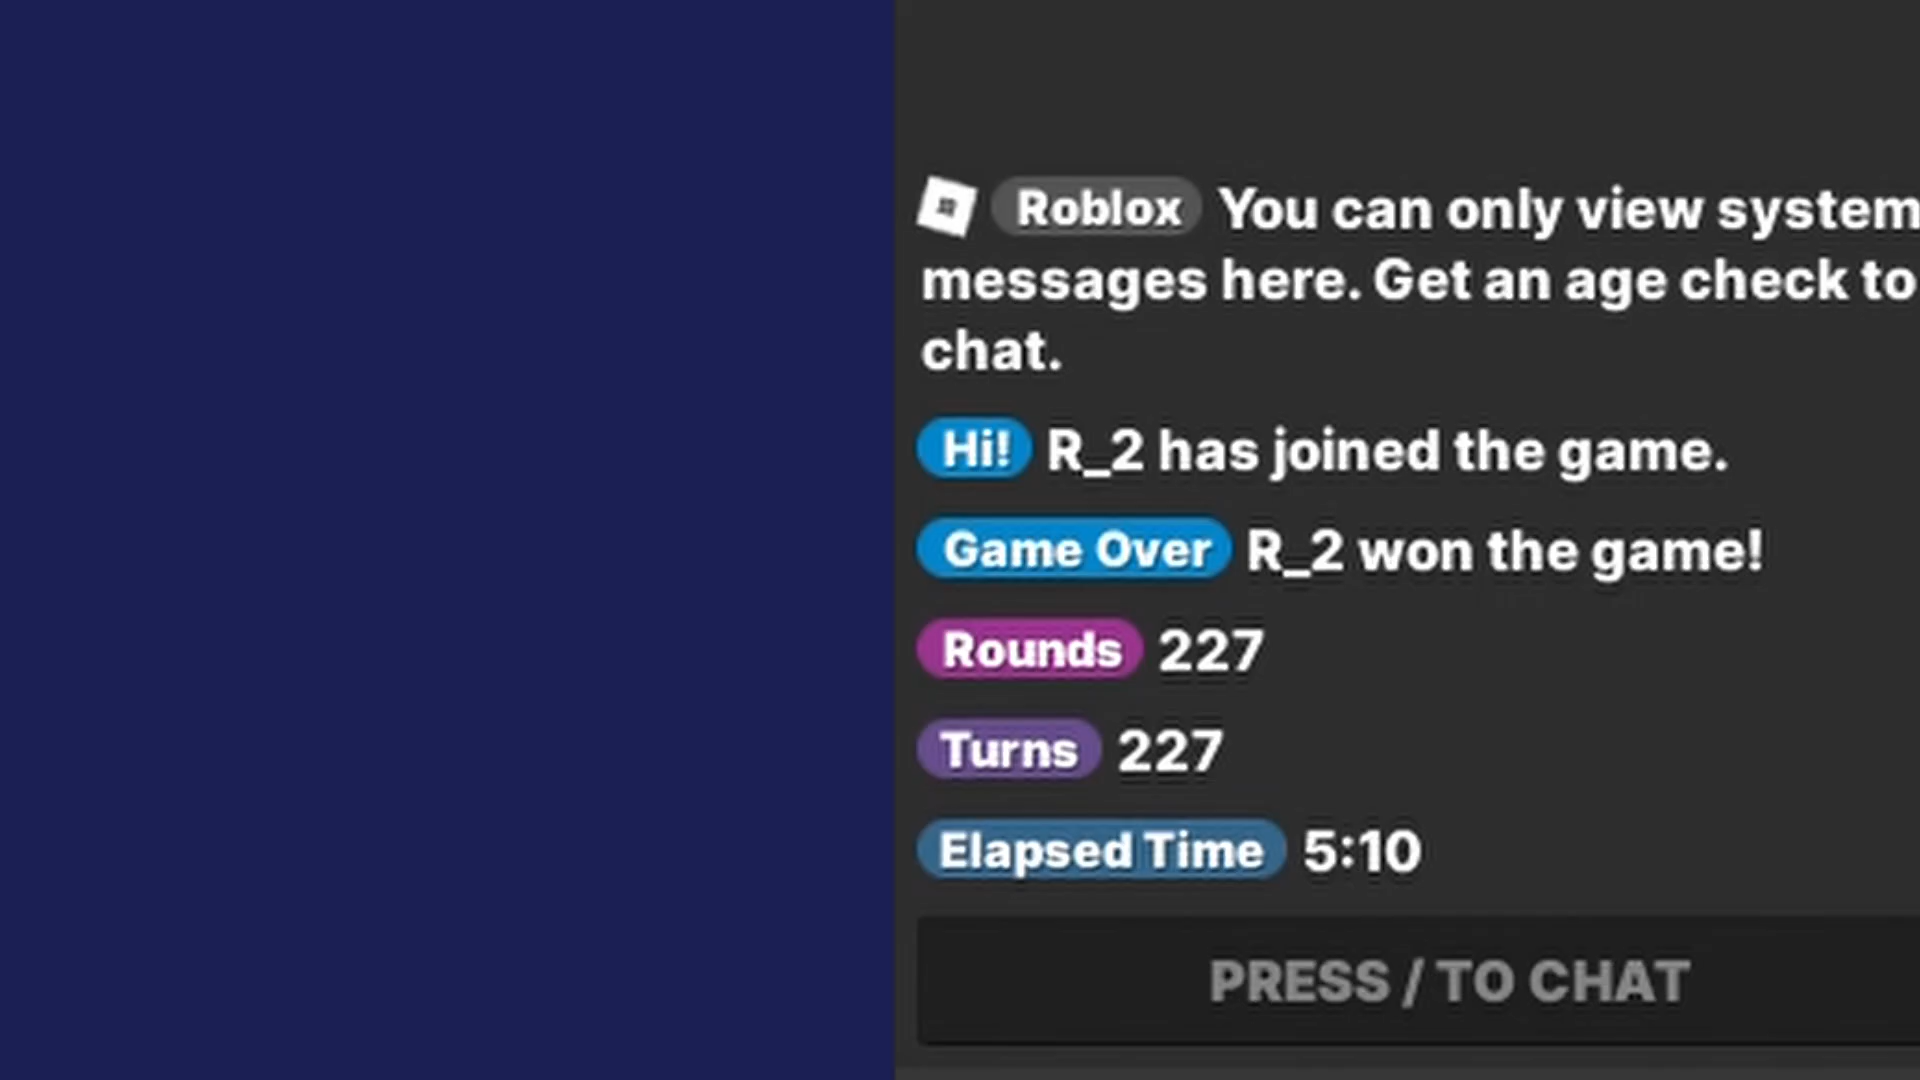 Roblox You can only view system
messages here. Get an age check to
chat.
Hi! R_2 has joined the game.
Game Over R_2 won the game!
Rounds 227
Turns 227
Elapsed Time 5:10
PRESS / TO CHAT